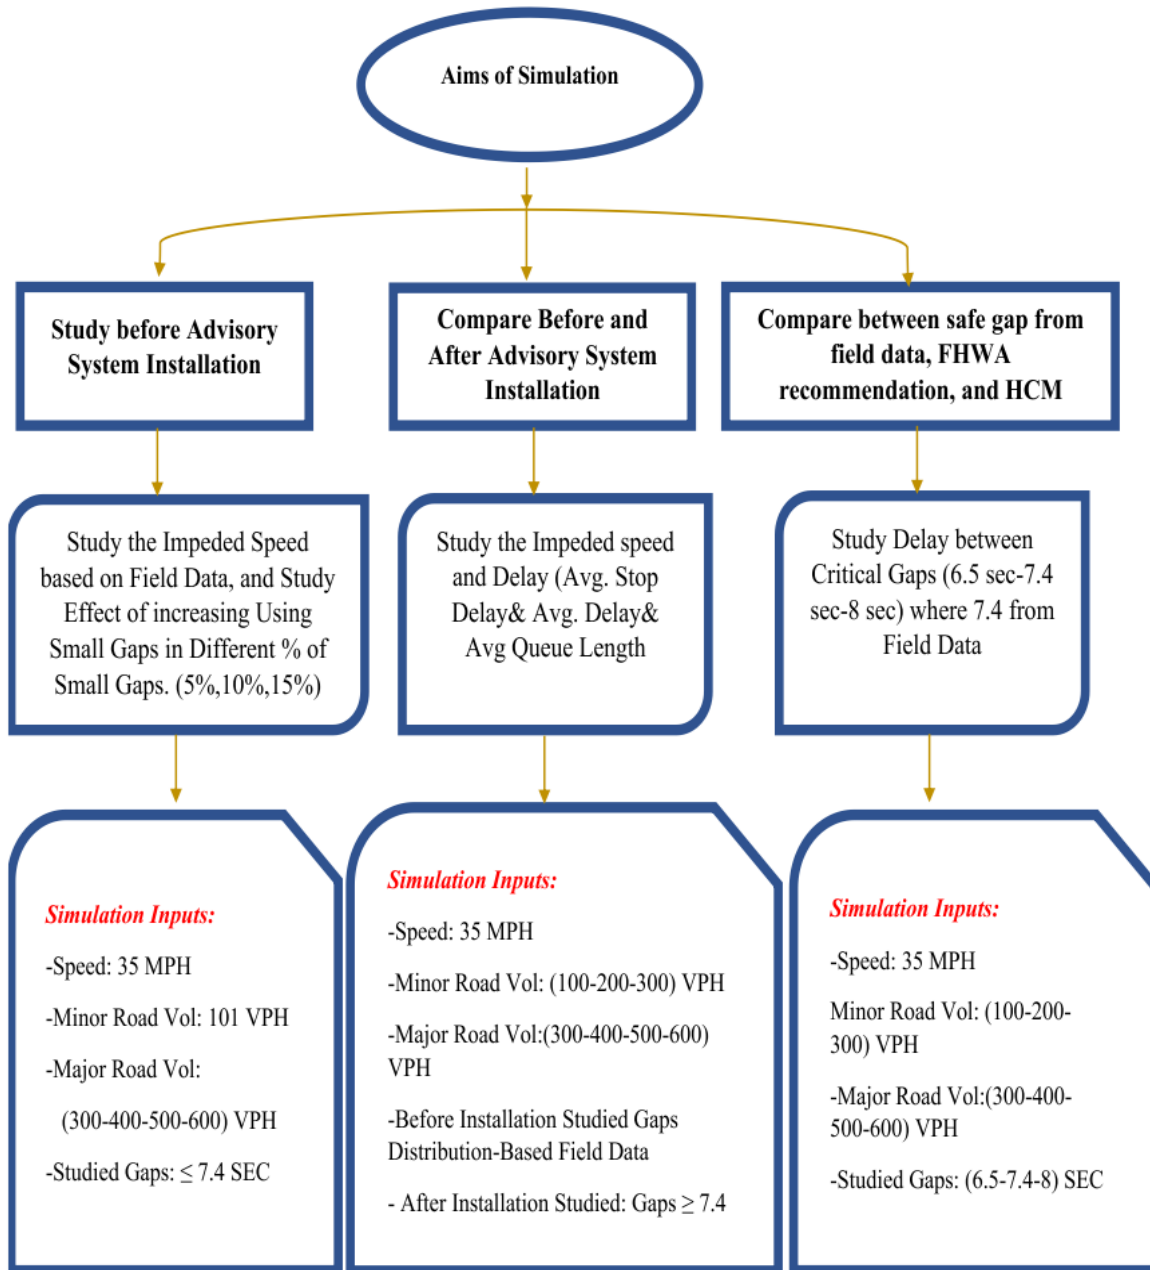 Aims of Simulation
Study before Advisory
System Installation
Compare Before and
After Advisory System
Installation
Compare between safe gap from
field data, FHWA
recommendation, and HCM
Study the Impeded Speed
based on Field Data, and Study
Effect of increasing Using
Small Gaps in Different % of
Small Gaps. (5%,10%,15%)
Study the Impeded speed
and Delay (Avg. Stop
Delay& Avg. Delay&
Avg Queue Length
Study Delay between
Critical Gaps (6.5 sec-7.4
sec-8 sec) where 7.4 from
Field Data
Simulation Inputs:
-Speed: 35 MPH
-Minor Road Vol: 101 VPH
-Major Road Vol:
(300-400-500-600) VPH
-Studied Gaps: ≤ 7.4 SEC
Simulation Inputs:
-Speed: 35 MPH
-Minor Road Vol: (100-200-300) VPH
-Major Road Vol:(300-400-500-600)
VPH
-Before Installation Studied Gaps
Distribution-Based Field Data
- After Installation Studied: Gaps ≥ 7.4
Simulation Inputs:
-Speed: 35 MPH
Minor Road Vol: (100-200-
300) VPH
-Major Road Vol:(300-400-
500-600) VPH
-Studied Gaps: (6.5-7.4-8) SEC